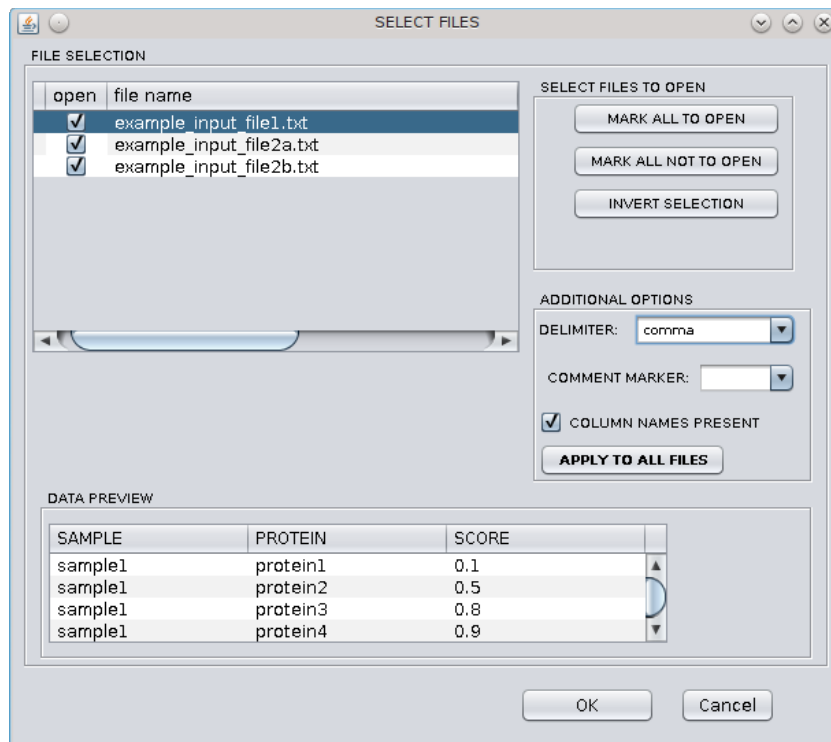 SELECT FILES
FILE SELECTION
open file name
example_input_file1.txt
example_input_file2a.txt
example_input_file2b.txt
SELECT FILES TO OPEN
MARK ALL TO OPEN
MARK ALL NOT TO OPEN
INVERT SELECTION
ADDITIONAL OPTIONS
DELIMITER: comma
COMMENT MARKER:
COLUMN NAMES PRESENT
APPLY TO ALL FILES
DATA PREVIEW
SAMPLE PROTEIN SCORE
sample1 protein1 0.1
sample1 protein2 0.5
sample1 protein3 0.8
sample1 protein4 0.9
OK Cancel